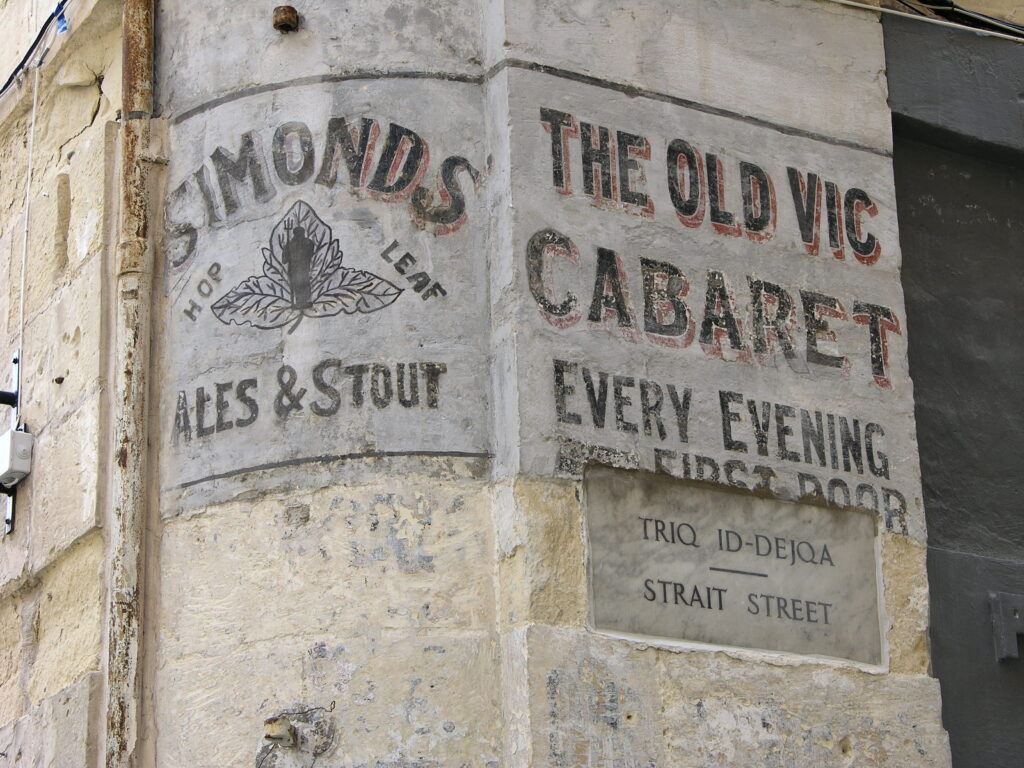 SIMONDS
HOP LEAF
ALES & STOUT
THE OLD VIC
CABARET
EVERY EVENING
FIRST DOOR
TRIQ ID-DEJQA
STRAIT STREET